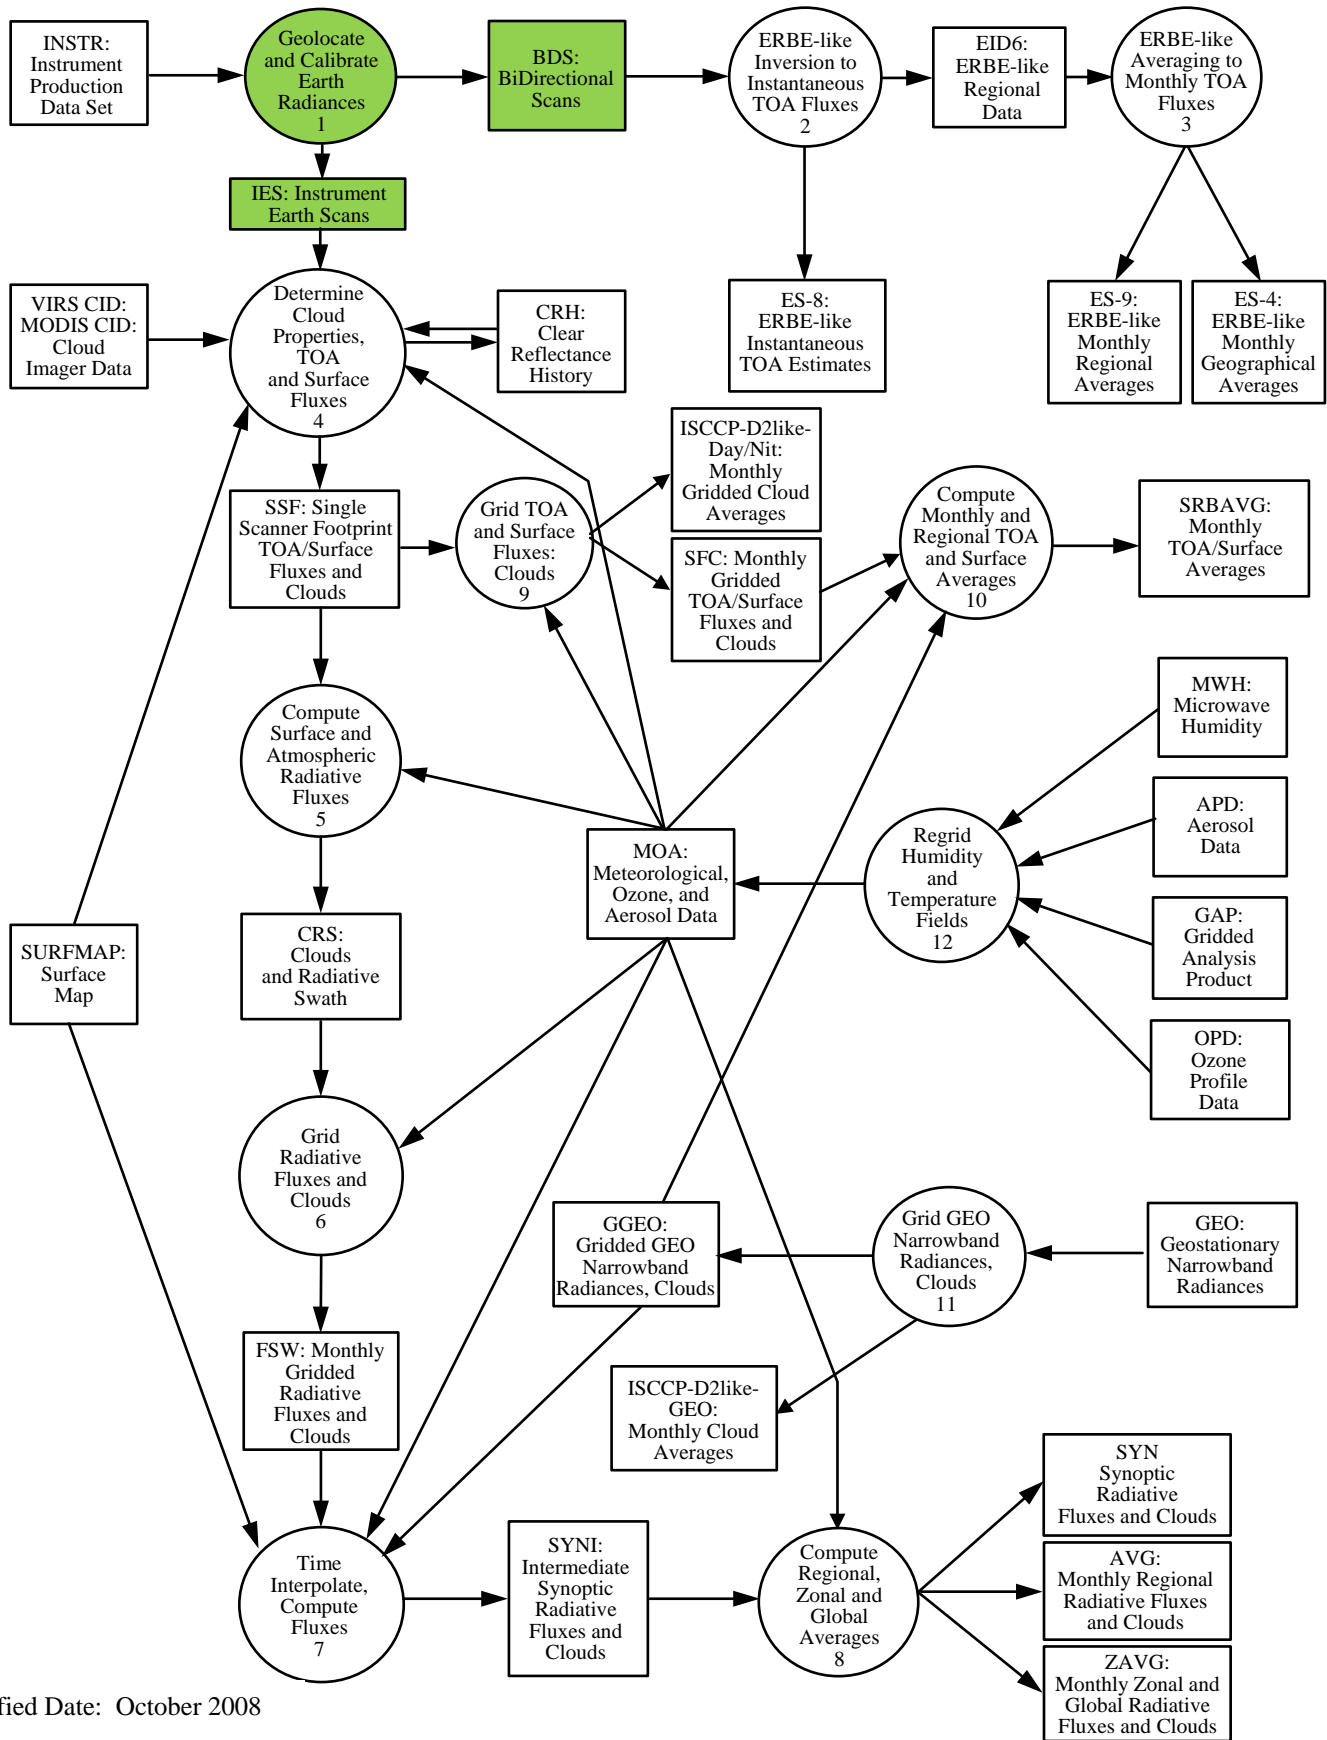 INSTR:
Instrument
Production
Data Set
Geolocate
and Calibrate
Earth
Radiances
1
BDS:
BiDirectional
Scans
ERBE-like
Inversion to
Instantaneous
TOA Fluxes
2
EID6:
ERBE-like
Regional
Data
ERBE-like
Averaging to
Monthly TOA
Fluxes
3
IES: Instrument
Earth Scans
VIRS CID:
MODIS CID:
Cloud
Imager Data
Determine
Cloud
Properties,
TOA
and Surface
Fluxes
4
CRH:
Clear
Reflectance
History
ES-8:
ERBE-like
Instantaneous
TOA Estimates
ES-9:
ERBE-like
Monthly
Regional
Averages
ES-4:
ERBE-like
Monthly
Geographical
Averages
SSF: Single
Scanner Footprint
TOA/Surface
Fluxes and
Clouds
Grid TOA
and Surface
Fluxes:
Clouds
9
ISCCP-D2like-
Day/Nit:
Monthly
Gridded Cloud
Averages
SFC: Monthly
Gridded
TOA/Surface
Fluxes and
Clouds
Compute
Monthly and
Regional TOA
and Surface
Averages
10
SRBAVG:
Monthly
TOA/Surface
Averages
Compute
Surface and
Atmospheric
Radiative
Fluxes
5
MWH:
Microwave
Humidity
APD:
Aerosol
Data
MOA:
Meteorological,
Ozone, and
Aerosol Data
Regrid
Humidity
and
Temperature
Fields
12
GAP:
Gridded
Analysis
Product
OPD:
Ozone
Profile
Data
SURFMAP:
Surface
Map
CRS:
Clouds
and Radiative
Swath
Grid
Radiative
Fluxes and
Clouds
6
GGEO:
Gridded GEO
Narrowband
Radiances, Clouds
Grid GEO
Narrowband
Radiances,
Clouds
11
GEO:
Geostationary
Narrowband
Radiances
FSW: Monthly
Gridded
Radiative
Fluxes and
Clouds
ISCCP-D2like-
GEO:
Monthly Cloud
Averages
Time
Interpolate,
Compute
Fluxes
7
SYNI:
Intermediate
Synoptic
Radiative
Fluxes and
Clouds
Compute
Regional,
Zonal and
Global
Averages
8
SYN
Synoptic
Radiative
Fluxes and Clouds
AVG:
Monthly Regional
Radiative Fluxes
and Clouds
ZAVG:
Monthly Zonal and
Global Radiative
Fluxes and Clouds
fied Date: October 2008